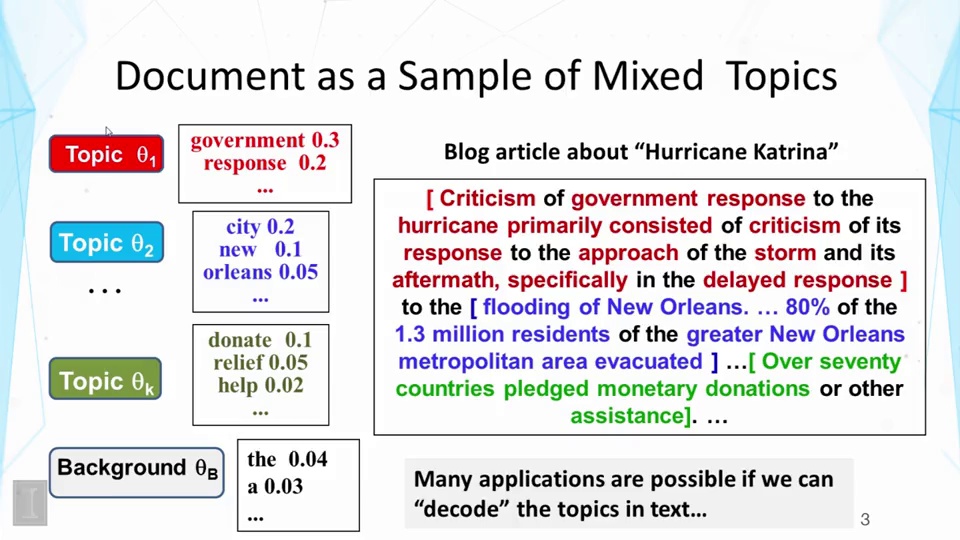 Document as a Sample of Mixed Topics
Topic θ1
government 0.3
response 0.2
...
Topic θ2
city 0.2
new 0.1
orleans 0.05
...
...
Topic θk
donate 0.1
relief 0.05
help 0.02
...
Background θB
the 0.04
a 0.03
...
Blog article about “Hurricane Katrina”
[ Criticism of government response to the
hurricane primarily consisted of criticism of its
response to the approach of the storm and its
aftermath, specifically in the delayed response ]
to the [ flooding of New Orleans. … 80% of the
1.3 million residents of the greater New Orleans
metropolitan area evacuated ] …[ Over seventy
countries pledged monetary donations or other
assistance]. …
Many applications are possible if we can
“decode” the topics in text…
I
3